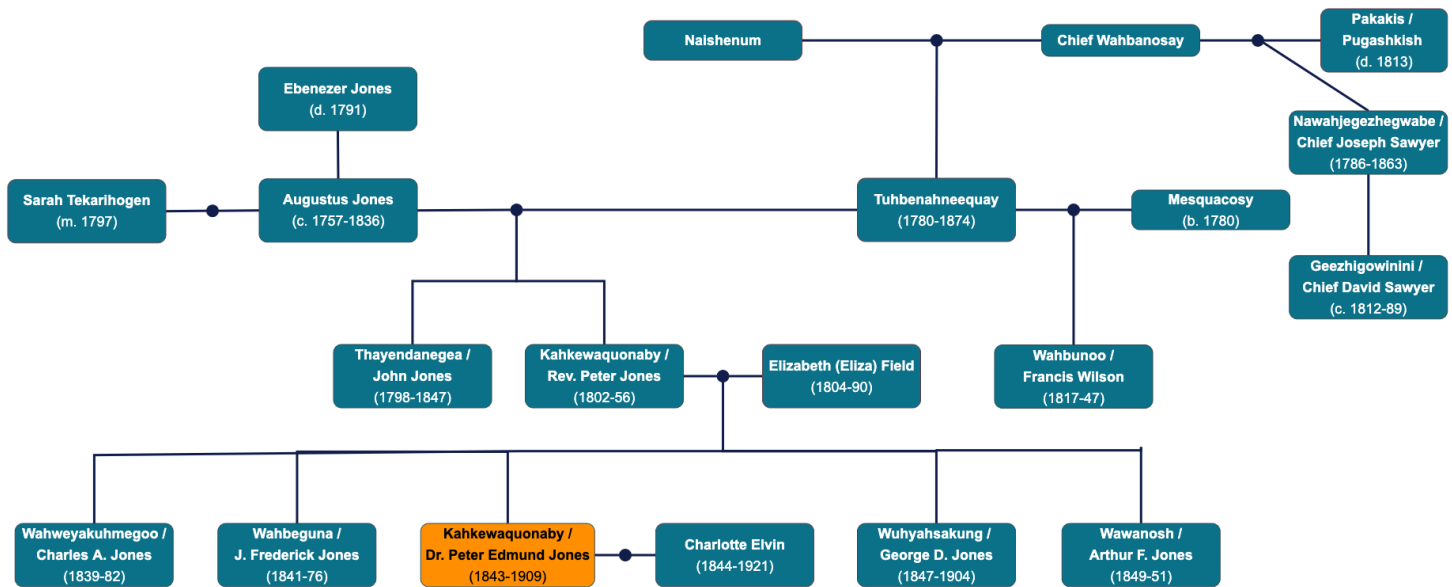 Naishenum
Chief Wahbanosay
Pakakis /
Pugashkish
(d. 1813)
Ebenezer Jones
(d. 1791)
Nawahjegezhegwabe /
Chief Joseph Sawyer
(1786-1863)
Sarah Tekarihogen
(m. 1797)
Augustus Jones
(c. 1757-1836)
Tuhbenahneequay
(1780-1874)
Mesquacosy
(b. 1780)
Geezhigowinini /
Chief David Sawyer
(c. 1812-89)
Thayendanegea /
John Jones
(1798-1847)
Kahkewaquonaby /
Rev. Peter Jones
(1802-56)
Elizabeth (Eliza) Field
(1804-90)
Wahbunoo /
Francis Wilson
(1817-47)
Wahweyakuhmegoo /
Charles A. Jones
(1839-82)
Wahbeguna /
J. Frederick Jones
(1841-76)
Kahkewaquonaby /
Dr. Peter Edmund Jones
(1843-1909)
Charlotte Elvin
(1844-1921)
Wuhyahsakung /
George D. Jones
(1847-1904)
Wawanosh /
Arthur F. Jones
(1849-51)